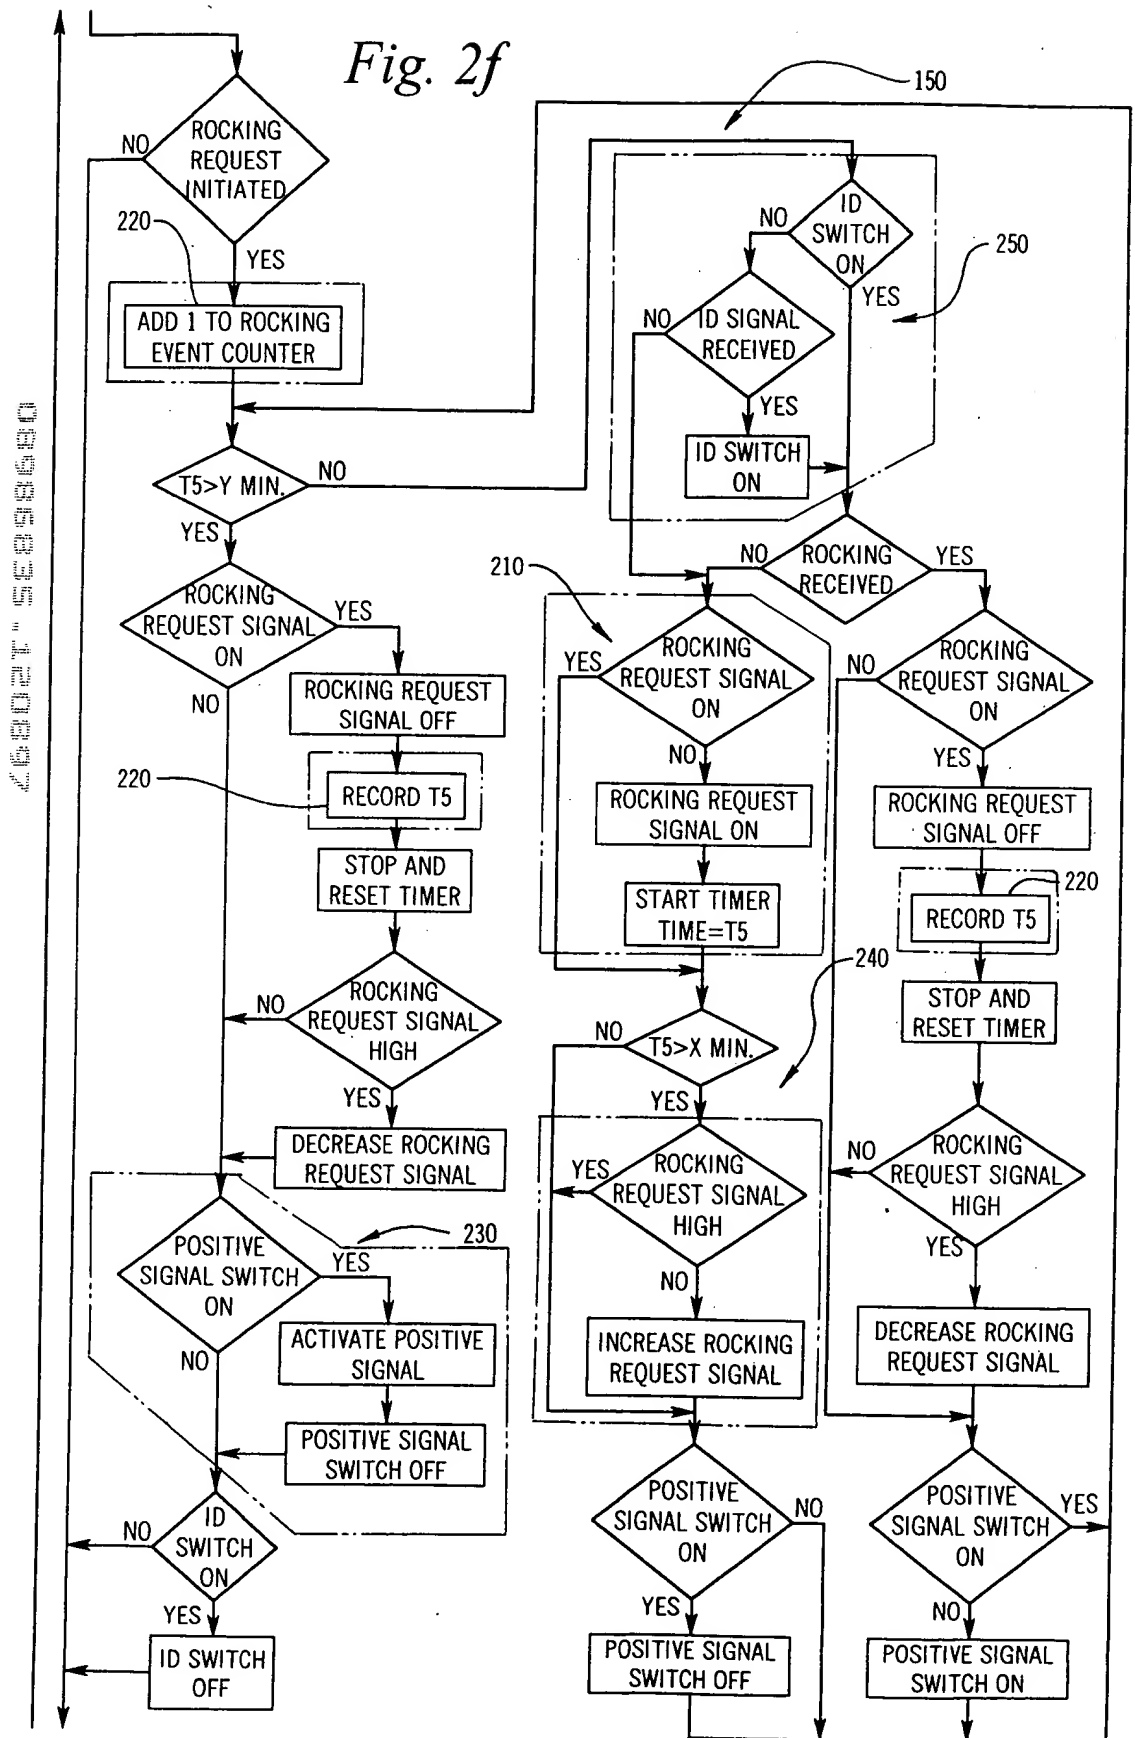 Fig. 2f
150
ROCKING
REQUEST
INITIATED
NO
YES
220
ADD 1 TO ROCKING
EVENT COUNTER
T5>Y MIN.
NO
YES
ROCKING
REQUEST SIGNAL
ON
YES
NO
ROCKING REQUEST
SIGNAL OFF
220
RECORD T5
STOP AND
RESET TIMER
ROCKING
REQUEST SIGNAL
HIGH
NO
YES
DECREASE ROCKING
REQUEST SIGNAL
230
POSITIVE
SIGNAL SWITCH
ON
YES
NO
ACTIVATE POSITIVE
SIGNAL
POSITIVE SIGNAL
SWITCH OFF
ID
SWITCH
ON
NO
YES
ID SWITCH
OFF
ID
SWITCH
ON
NO
YES
250
ID SIGNAL
RECEIVED
NO
YES
ID SWITCH
ON
ROCKING
RECEIVED
NO
YES
210
ROCKING
REQUEST SIGNAL
ON
YES
NO
ROCKING REQUEST
SIGNAL ON
START TIMER
TIME=T5
240
T5>X MIN.
NO
YES
ROCKING
REQUEST SIGNAL
HIGH
YES
NO
INCREASE ROCKING
REQUEST SIGNAL
POSITIVE
SIGNAL SWITCH
ON
NO
YES
POSITIVE SIGNAL
SWITCH OFF
ROCKING
REQUEST SIGNAL
ON
NO
YES
ROCKING REQUEST
SIGNAL OFF
220
RECORD T5
STOP AND
RESET TIMER
ROCKING
REQUEST SIGNAL
HIGH
NO
YES
DECREASE ROCKING
REQUEST SIGNAL
POSITIVE
SIGNAL SWITCH
ON
YES
NO
POSITIVE SIGNAL
SWITCH ON
08985835.120897